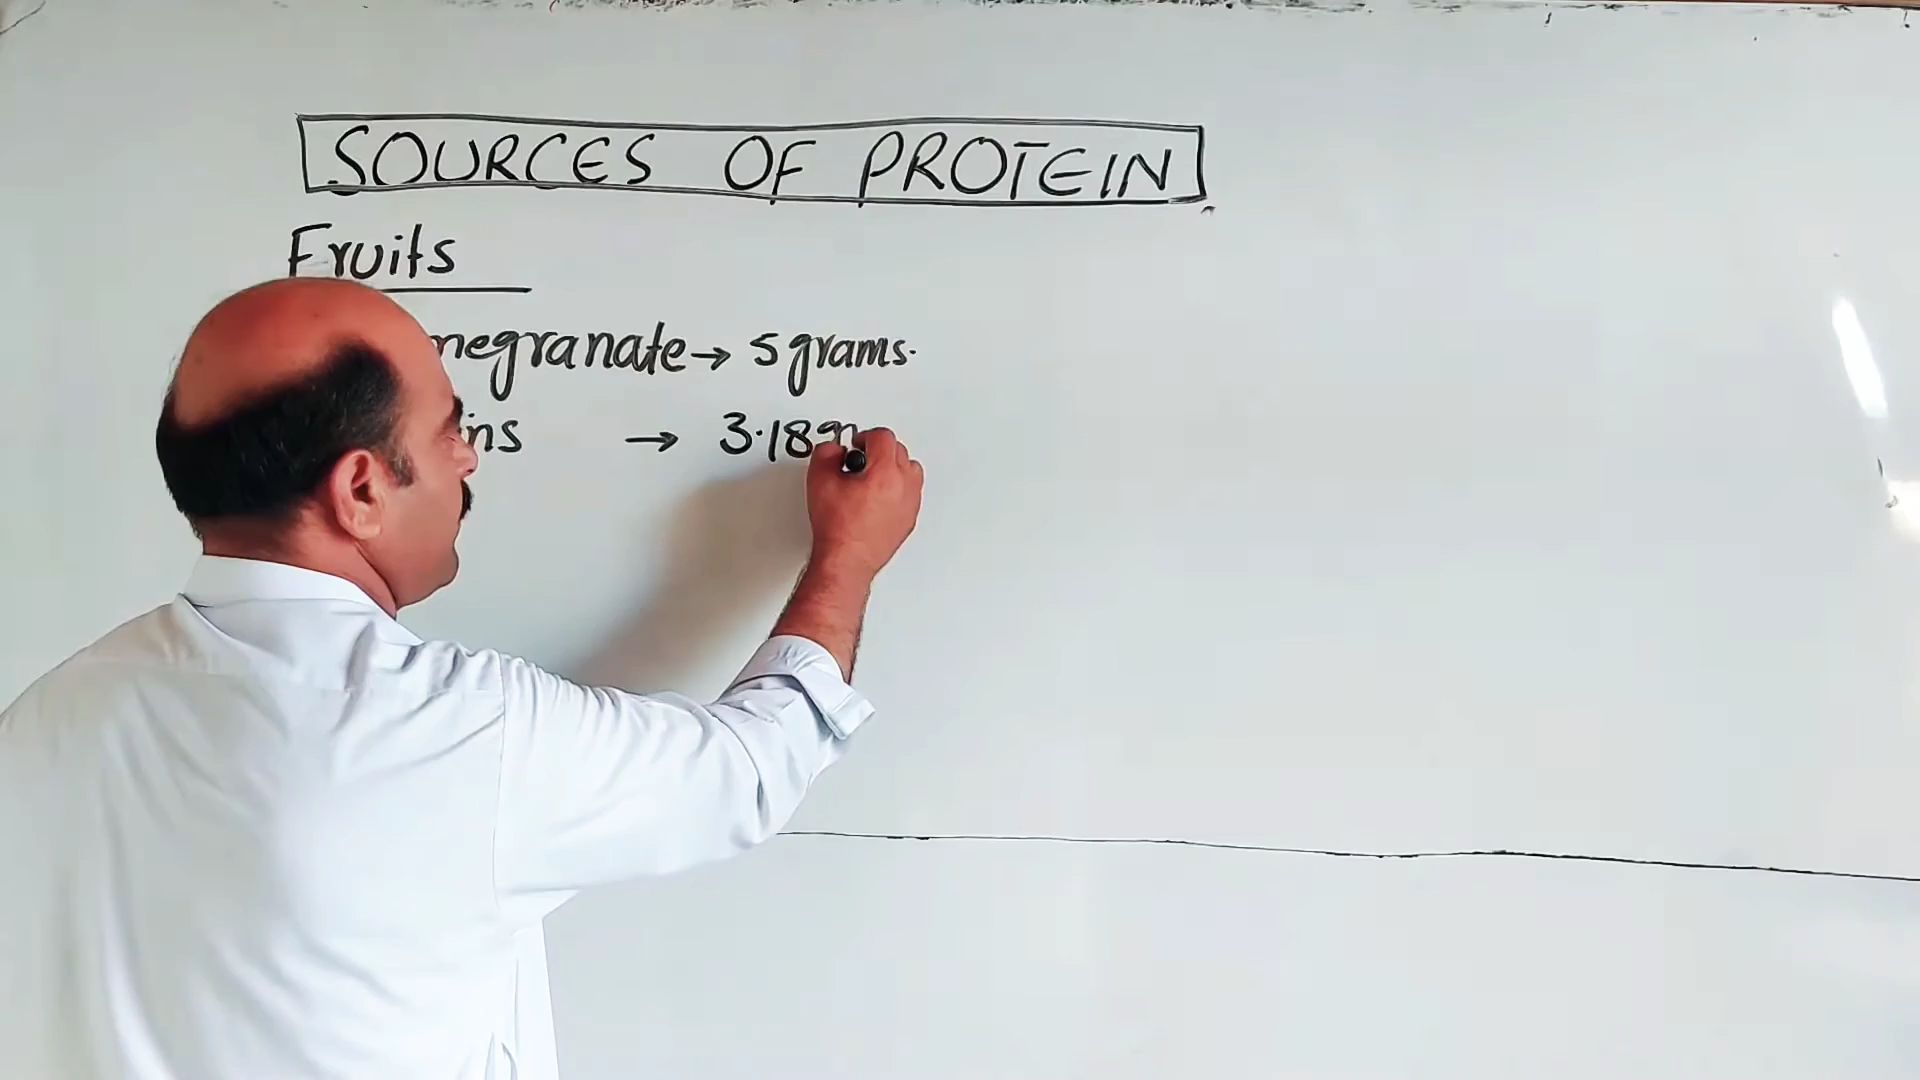 SOURCES OF PROTEIN
Fruits
megranate → 5 grams.
ins → 3.18